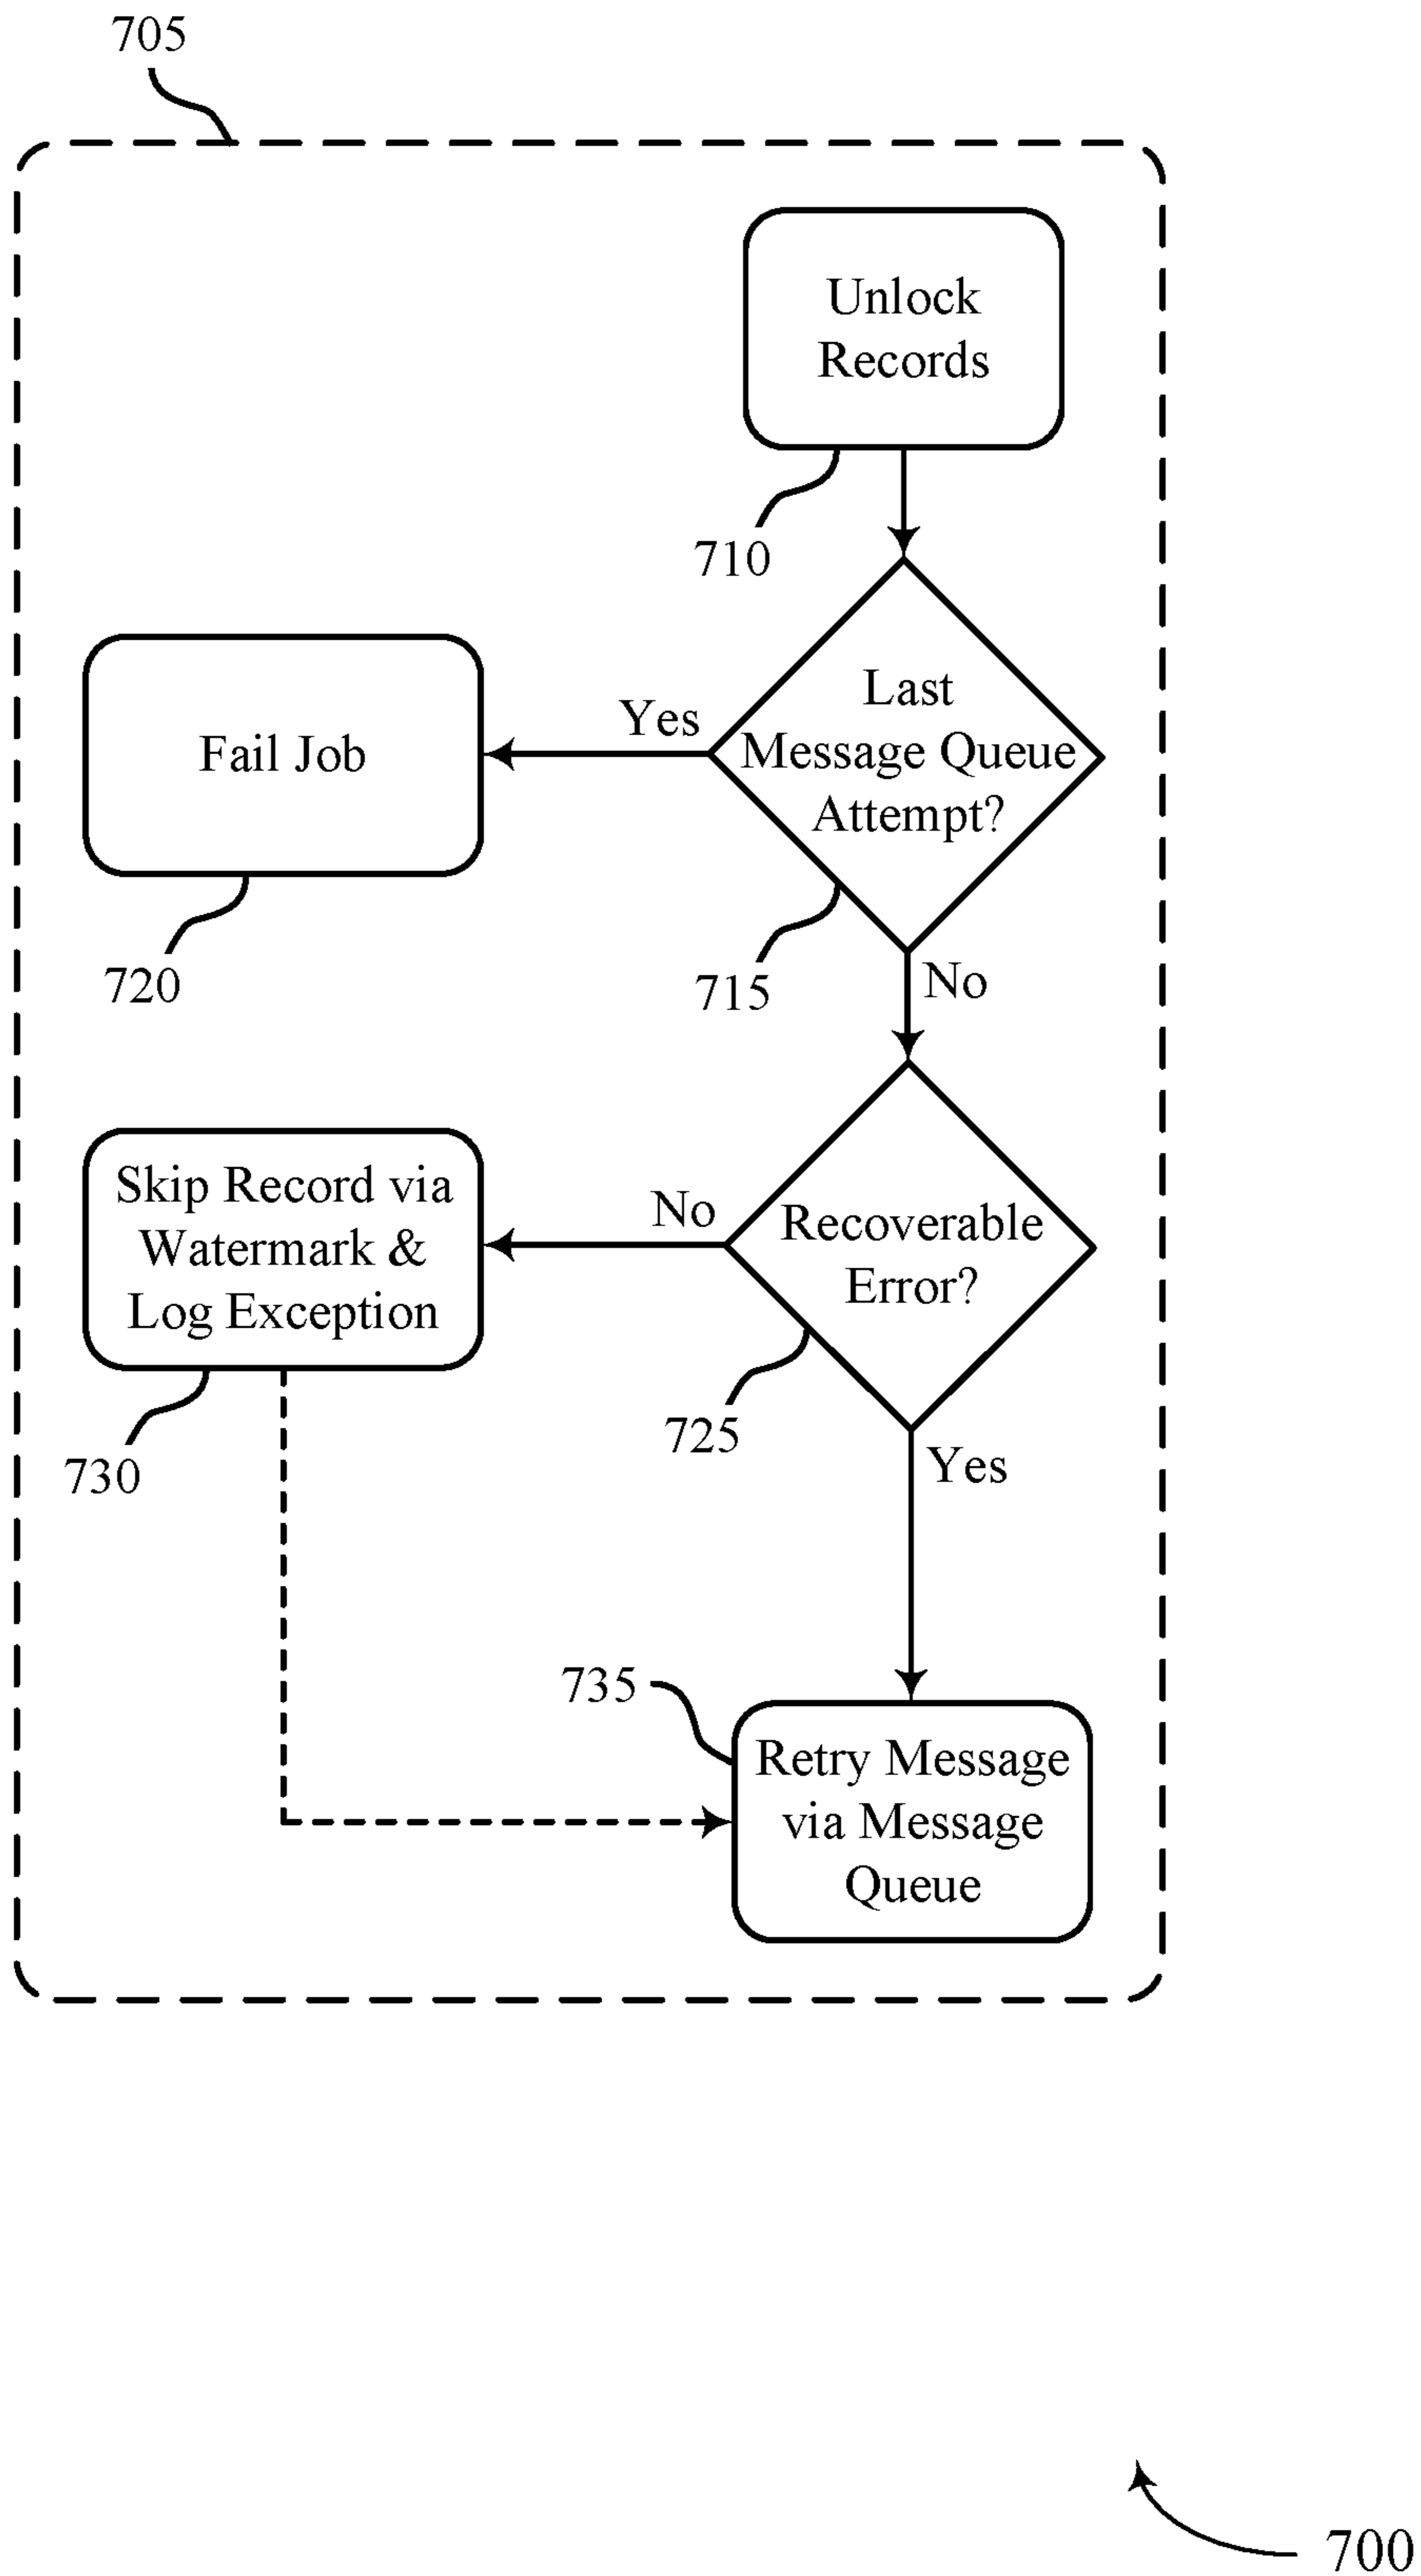 705
Unlock
Records
710
Last
Message Queue
Attempt?
Yes
Fail Job
720
715
No
Recoverable
Error?
No
Skip Record via
Watermark &
Log Exception
730
725
Yes
735
Retry Message
via Message
Queue
700